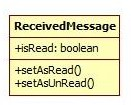 ReceivedMessage
+isRead: boolean
+setAsRead()
+setAsUnRead()